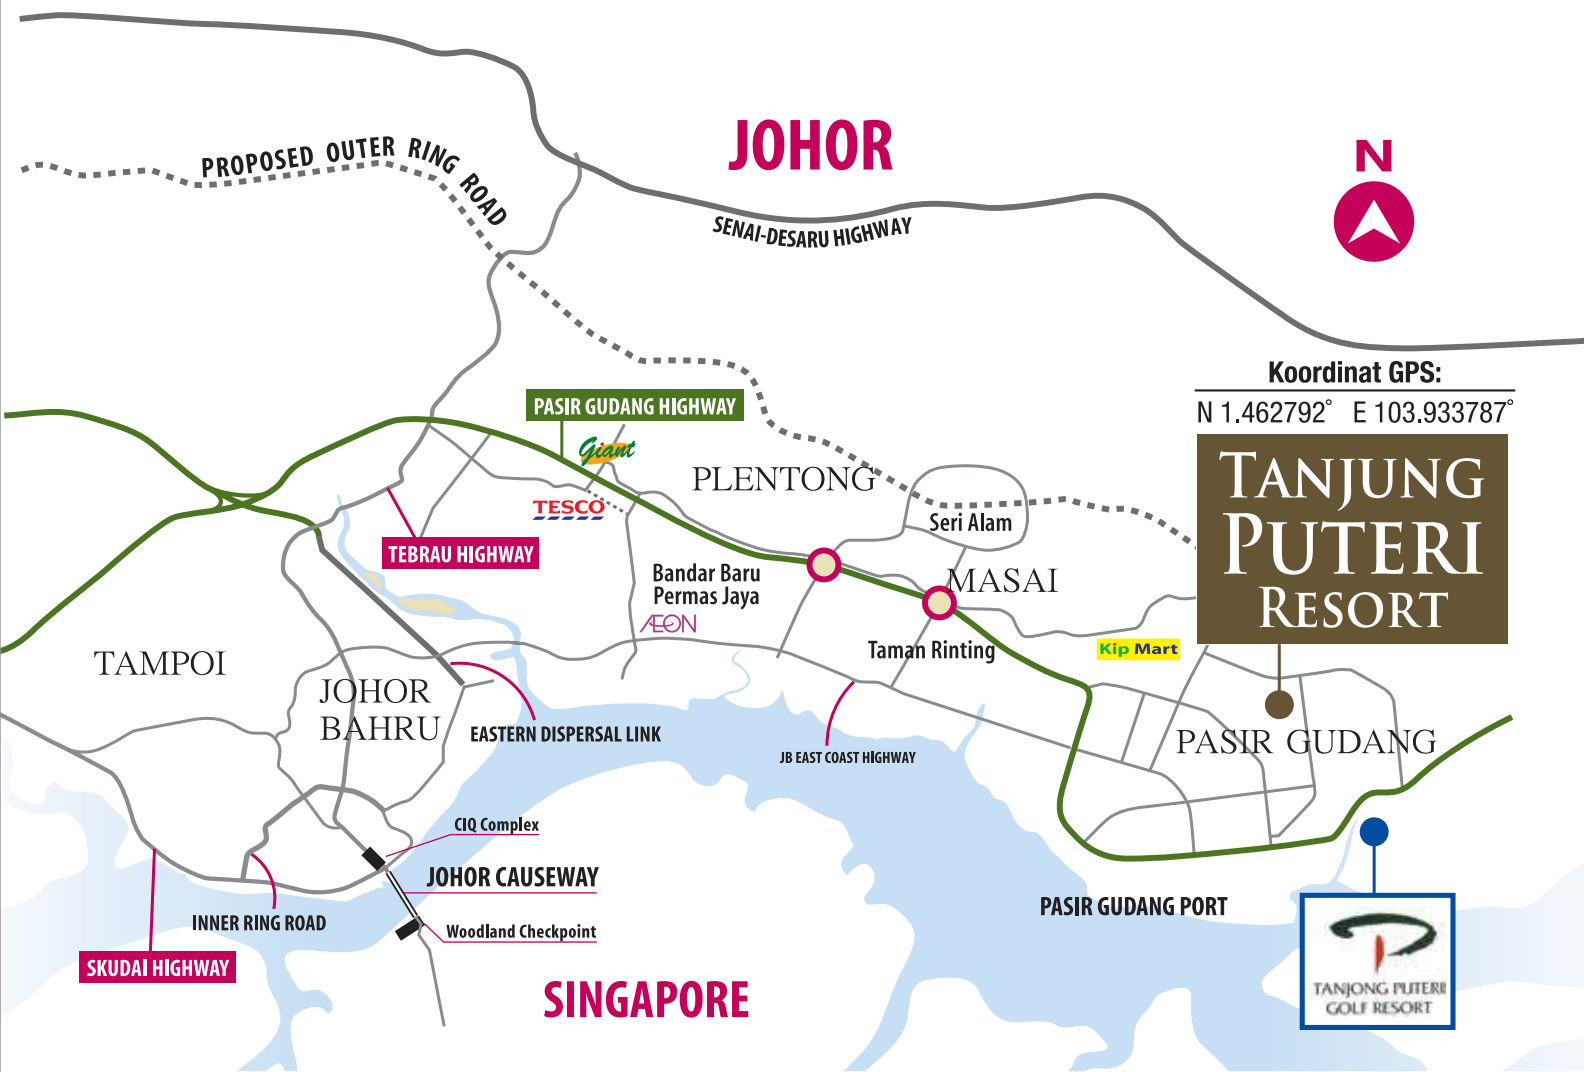 JOHOR
N
PROPOSED OUTER RING ROAD
SENAI-DESARU HIGHWAY
Koordinat GPS:
N 1.462792° E 103.933787°
PASIR GUDANG HIGHWAY
Giant
PLENTONG
TANJUNG
PUTERI
RESORT
TESCO
Seri Alam
TEBRAU HIGHWAY
Bandar Baru
Permas Jaya
MASAI
ÆON
Taman Rinting
Kip Mart
TAMPOI
JOHOR
BAHRU
EASTERN DISPERSAL LINK
JB EAST COAST HIGHWAY
PASIR GUDANG
CIQ Complex
JOHOR CAUSEWAY
PASIR GUDANG PORT
INNER RING ROAD
Woodland Checkpoint
SKUDAI HIGHWAY
SINGAPORE
TANJONG PUTERI
GOLF RESORT